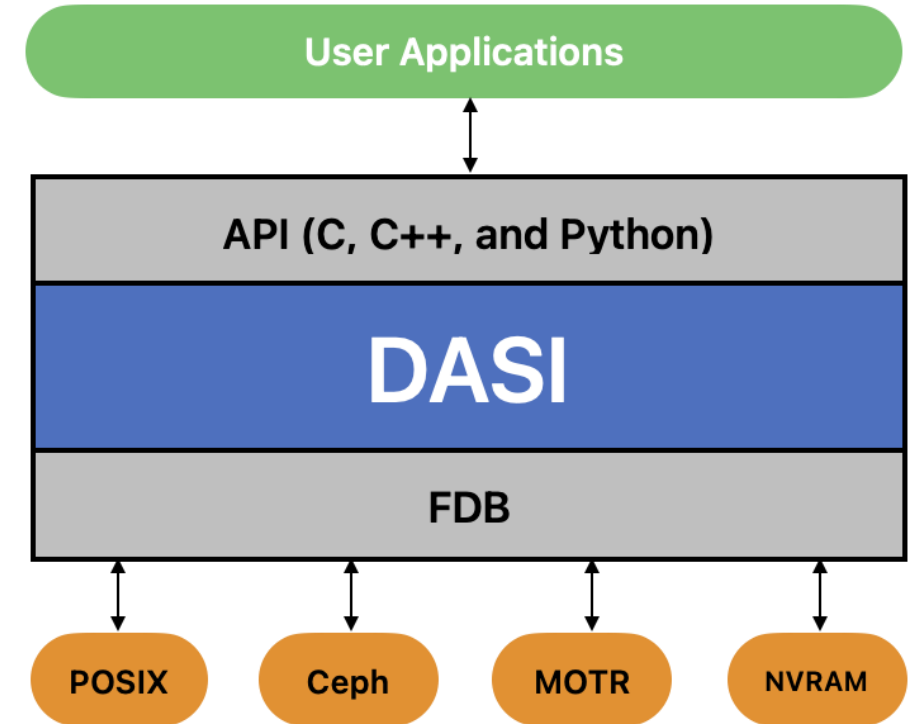 User Applications
API (C, C++, and Python)
DASI
FDB
POSIX
Ceph
MOTR
NVRAM